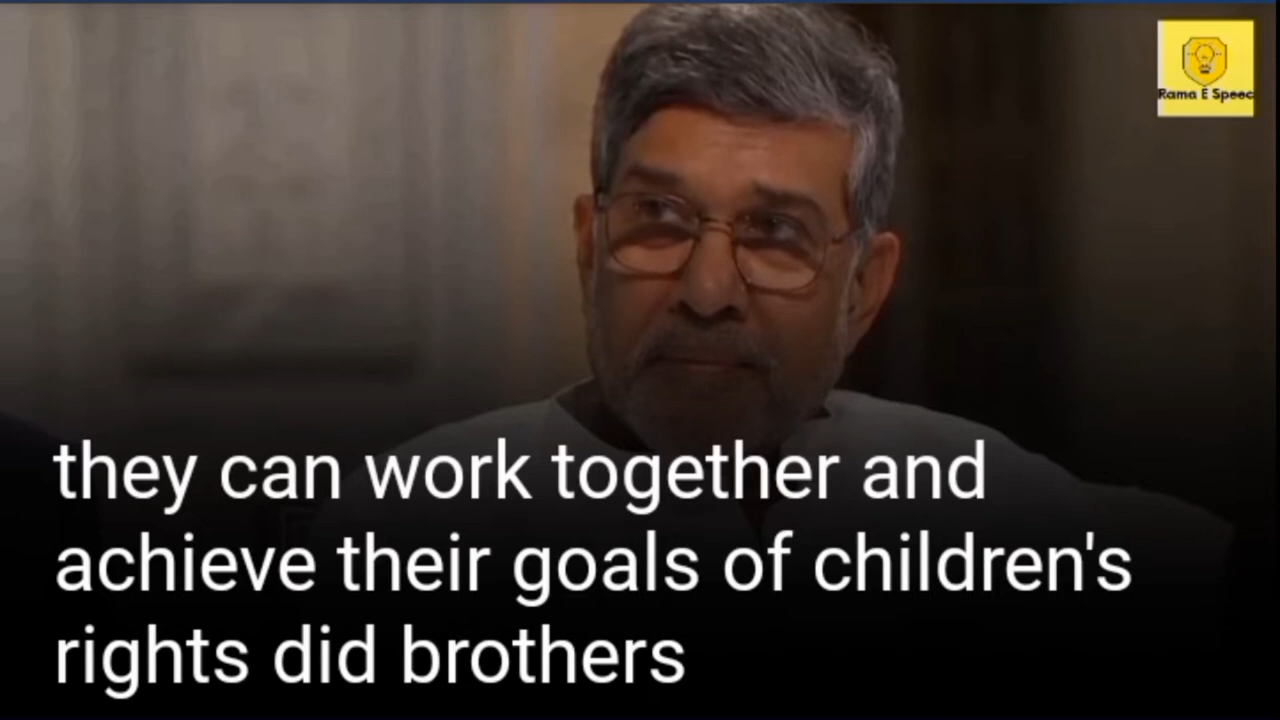 Rama E Speec
they can work together and
achieve their goals of children's
rights did brothers